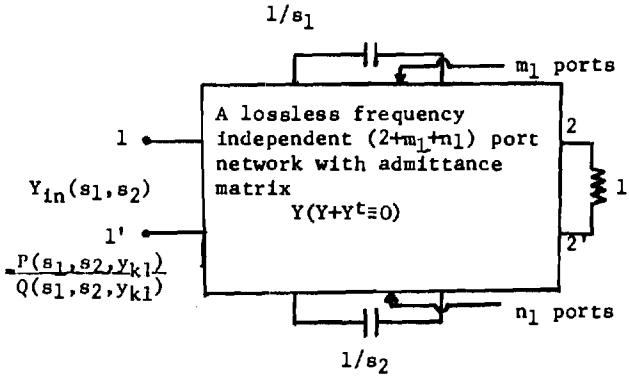 1/s₁
m₁ ports
A lossless frequency
independent (2+m₁+n₁) port
network with admittance
matrix
Y(Y+Yᵗ≡0)
1
2
Yᵢₙ(s₁,s₂)
1
1'
2'
=P(s₁,s₂,yₖₗ)
Q(s₁,s₂,yₖₗ)
n₁ ports
1/s₂